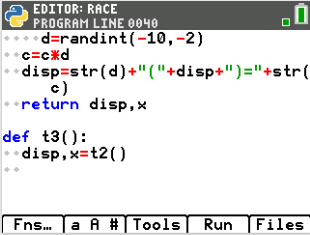 EDITOR: RACE
PROGRAM LINE 0040
d=randint(-10,-2)
c=c*d
disp=str(d)+"("+disp+")="+str(
c)
return disp,x
def t3():
disp,x=t2()
Fns… a A # Tools Run Files